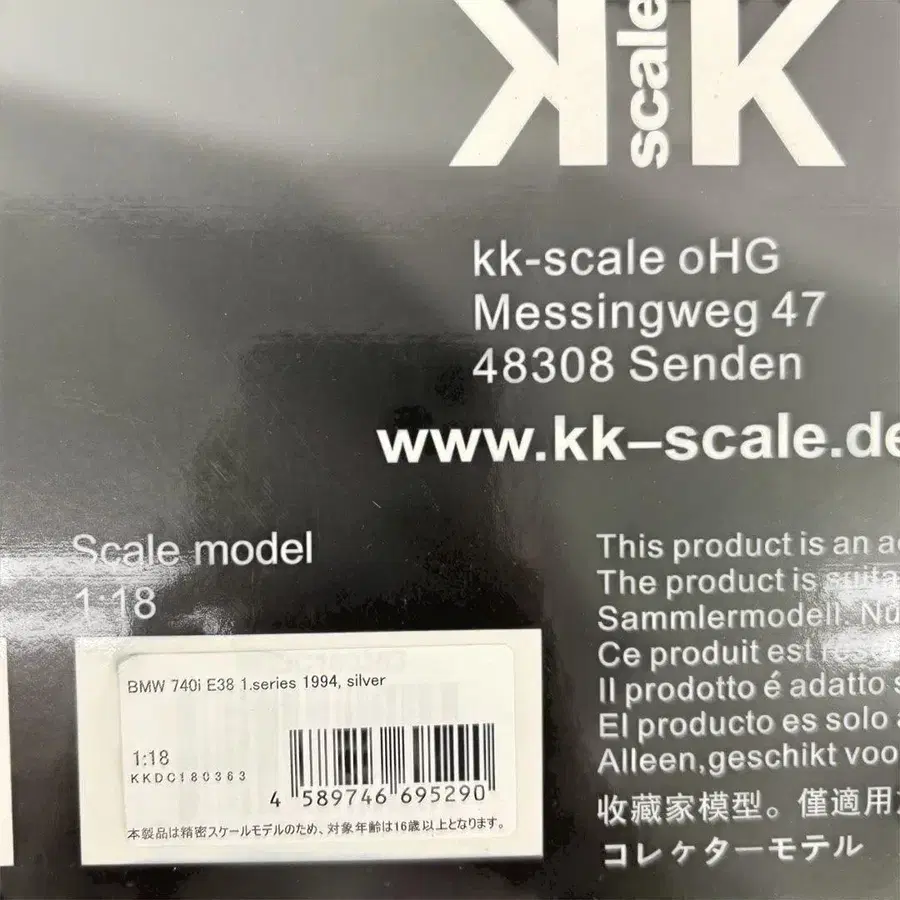 KK
scale
kk-scale oHG
Messingweg 47
48308 Senden
www.kk–scale.de
Scale model
1:18
BMW 740i E38 1.series 1994, silver
1:18
KKDC180363
4 589746 695290
本製品は精密スケールモデルのため、対象年齢は16歳以上となります。
This product is an
The product is
Sammlermodell.
Ce produit est
Il prodotto é adatto
El producto es solo
Alleen,geschikt
收藏家模型。僅適用
コレケターモデル